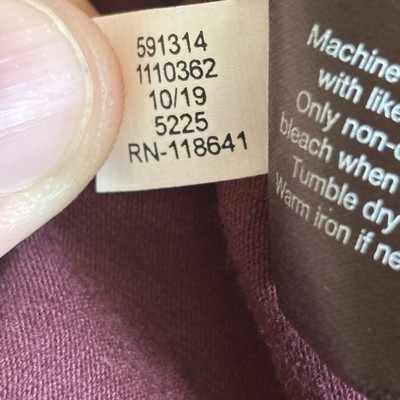 591314
1110362
10/19
5225
RN-118641
Machine
with like
Only non-
bleach when
Tumble dry
Warm iron if ne